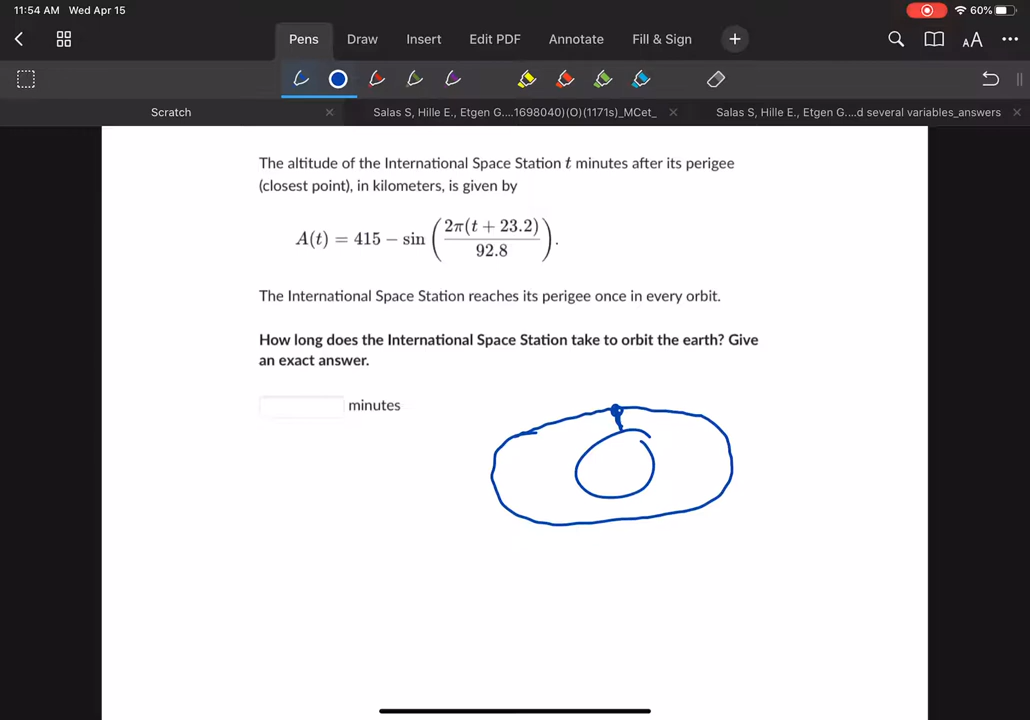 11:54 AM Wed Apr 15
60%
Pens Draw Insert Edit PDF Annotate Fill & Sign
AA
Scratch
Salas S, Hille E., Etgen G....1698040)(O)(1171s)_MCet_
Salas S, Hille E., Etgen G....d several variables_answers
The altitude of the International Space Station t minutes after its perigee
(closest point), in kilometers, is given by
A(t) = 415 − sin (2π(t + 23.2) / 92.8).
The International Space Station reaches its perigee once in every orbit.
How long does the International Space Station take to orbit the earth? Give
an exact answer.
minutes